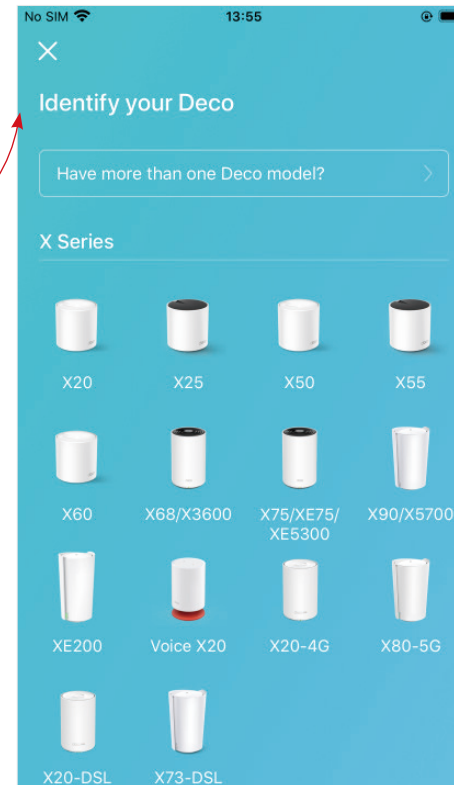 No SIM 13:55
Identify your Deco
Have more than one Deco model?
X Series
X20 X25 X50 X55
X60 X68/X3600 X75/XE75/ X90/X5700
XE5300
XE200 Voice X20 X20-4G X80-5G
X20-DSL X73-DSL